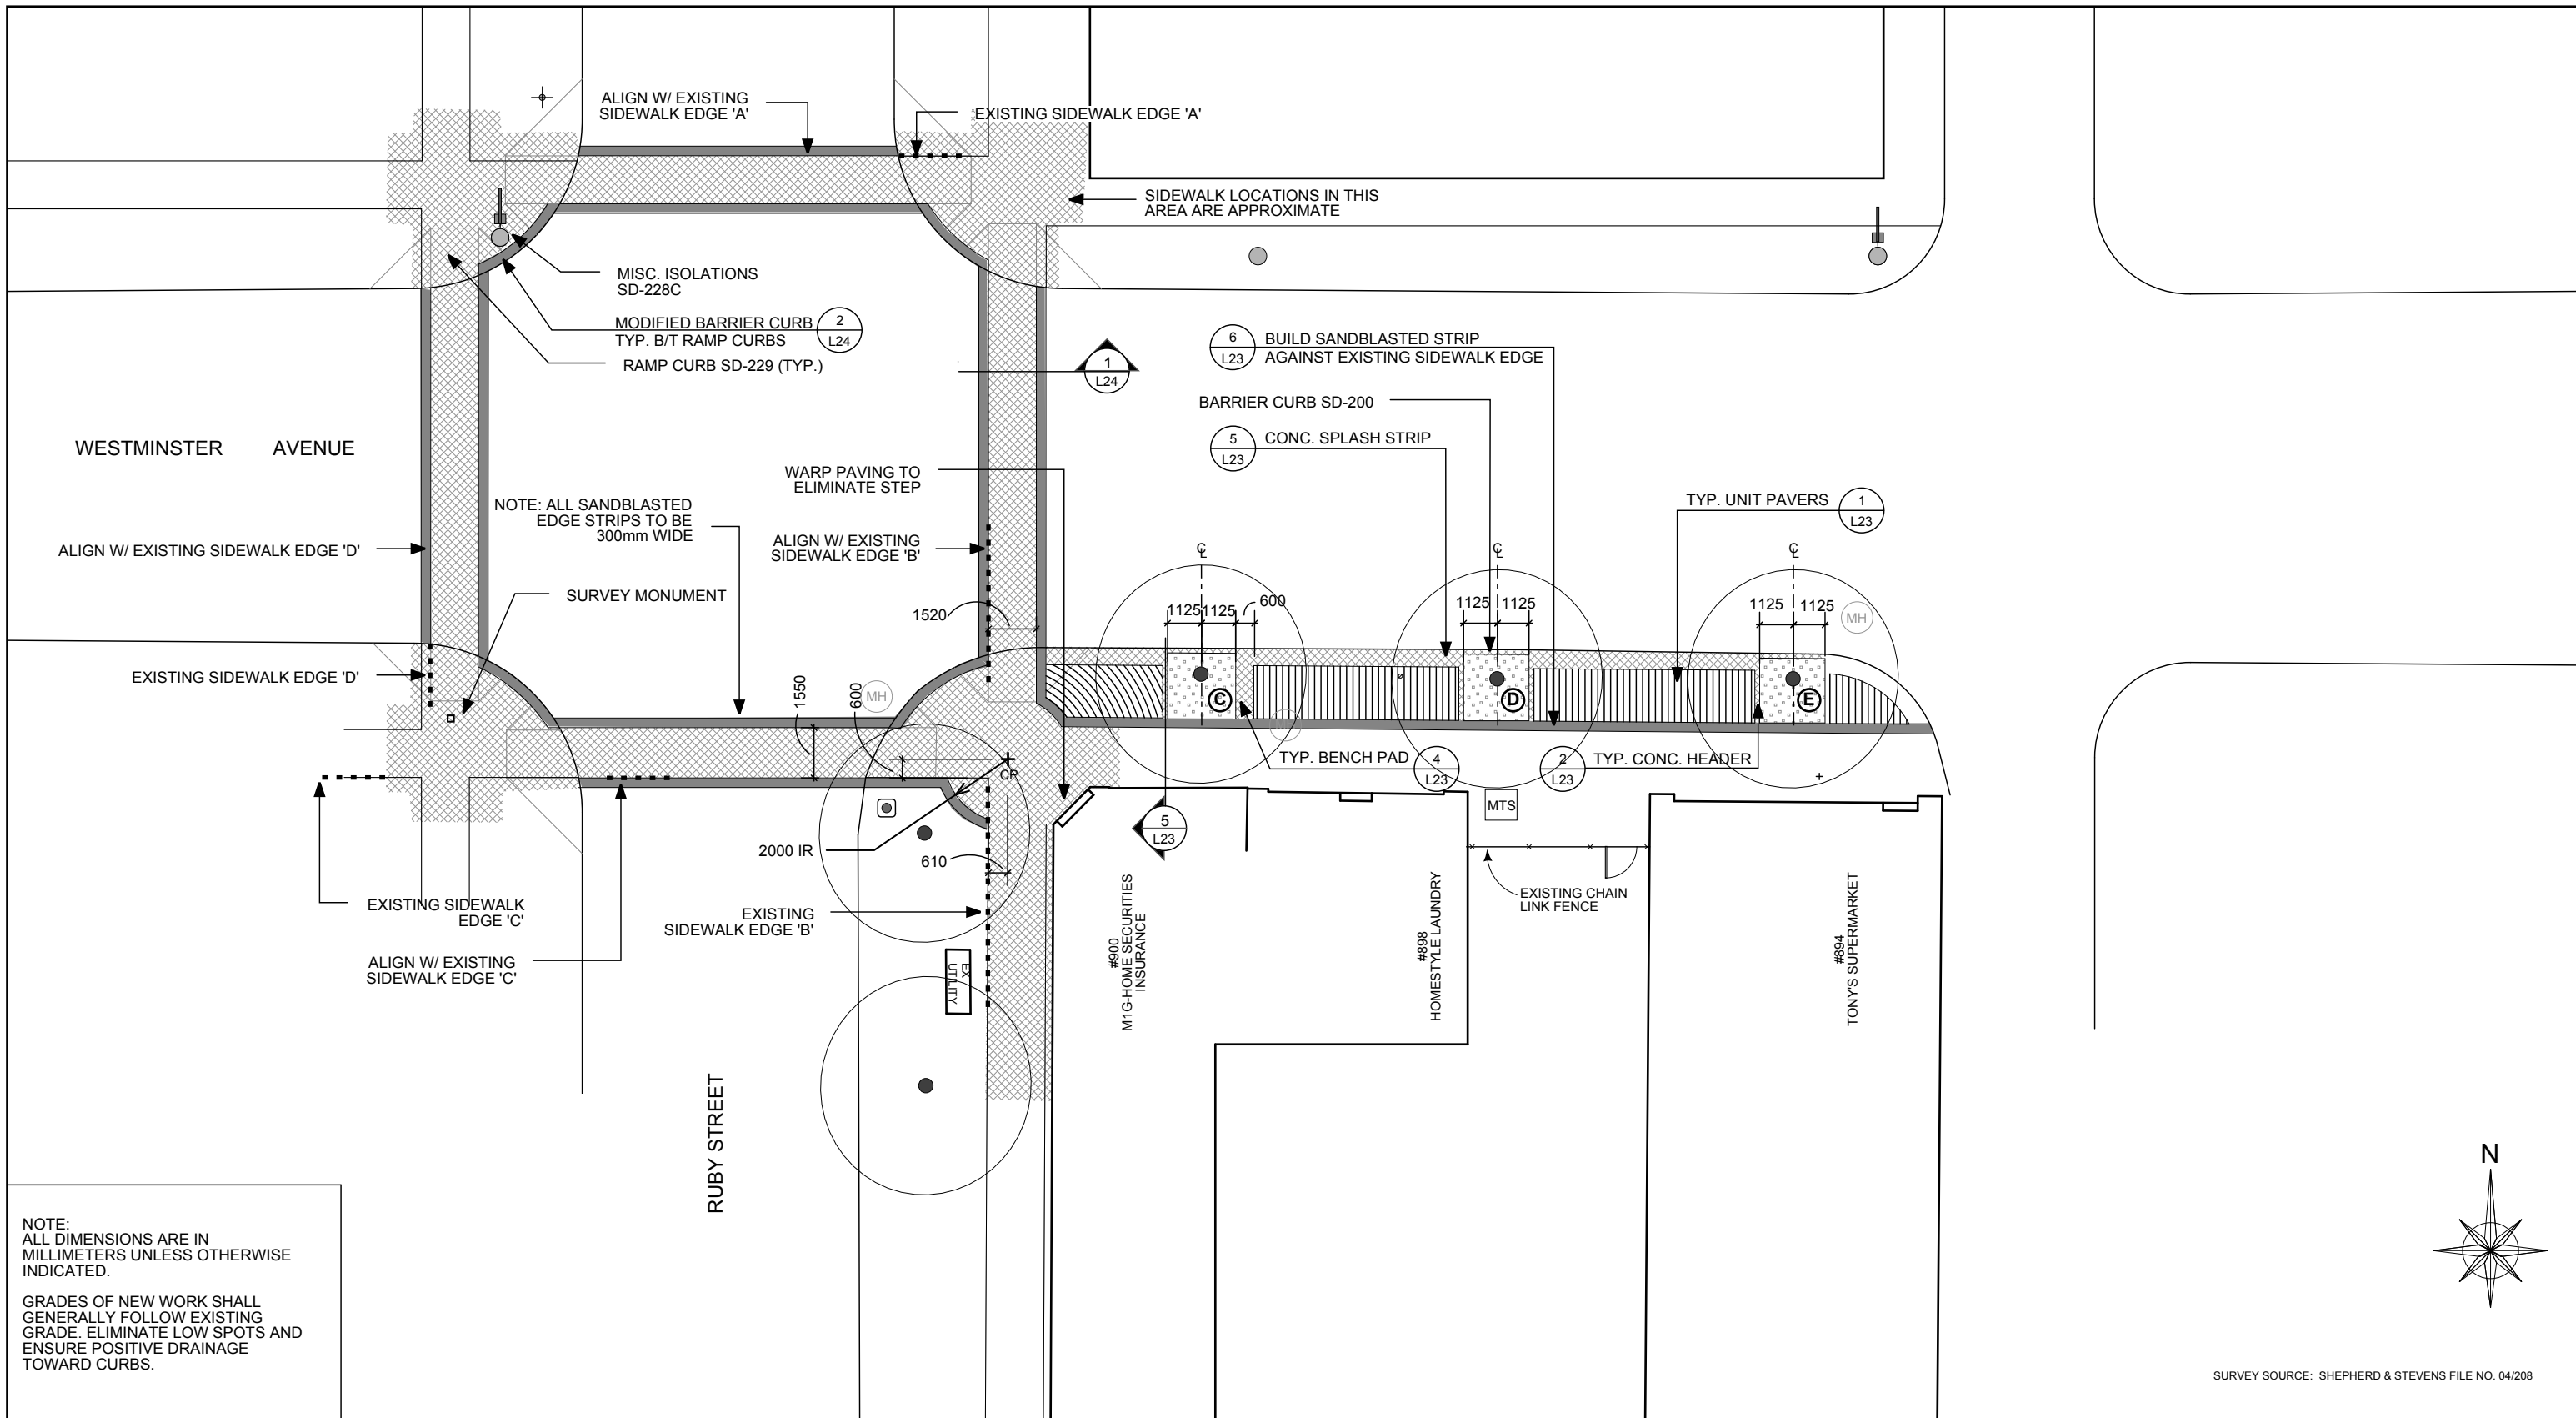 ALIGN W/ EXISTING
SIDEWALK EDGE 'A'
EXISTING SIDEWALK EDGE 'A'
SIDEWALK LOCATIONS IN THIS
AREA ARE APPROXIMATE
MISC. ISOLATIONS
SD-228C
MODIFIED BARRIER CURB
TYP. B/T RAMP CURBS
2
L24
RAMP CURB SD-229 (TYP.)
1
L24
6
L23
BUILD SANDBLASTED STRIP
AGAINST EXISTING SIDEWALK EDGE
BARRIER CURB SD-200
5
L23
CONC. SPLASH STRIP
WESTMINSTER AVENUE
WARP PAVING TO
ELIMINATE STEP
NOTE: ALL SANDBLASTED
EDGE STRIPS TO BE
300mm WIDE
TYP. UNIT PAVERS
1
L23
ALIGN W/ EXISTING SIDEWALK EDGE 'D'
ALIGN W/ EXISTING
SIDEWALK EDGE 'B'
℄
℄
℄
SURVEY MONUMENT
1520
1125 1125 600
1125 1125
1125 1125
MH
EXISTING SIDEWALK EDGE 'D'
1550
600
MH
C
D
E
TYP. BENCH PAD
4
L23
2
L23
TYP. CONC. HEADER
CP
MTS
5
L23
2000 IR
610
EXISTING SIDEWALK
EDGE 'C'
EXISTING
SIDEWALK EDGE 'B'
EXISTING CHAIN
LINK FENCE
ALIGN W/ EXISTING
SIDEWALK EDGE 'C'
EX
UTILITY
#900
M1G-HOME SECURITIES
INSURANCE
#898
HOMESTYLE LAUNDRY
#894
TONY'S SUPERMARKET
RUBY STREET
N
NOTE:
ALL DIMENSIONS ARE IN
MILLIMETERS UNLESS OTHERWISE
INDICATED.
GRADES OF NEW WORK SHALL
GENERALLY FOLLOW EXISTING
GRADE. ELIMINATE LOW SPOTS AND
ENSURE POSITIVE DRAINAGE
TOWARD CURBS.
SURVEY SOURCE: SHEPHERD & STEVENS FILE NO. 04/208